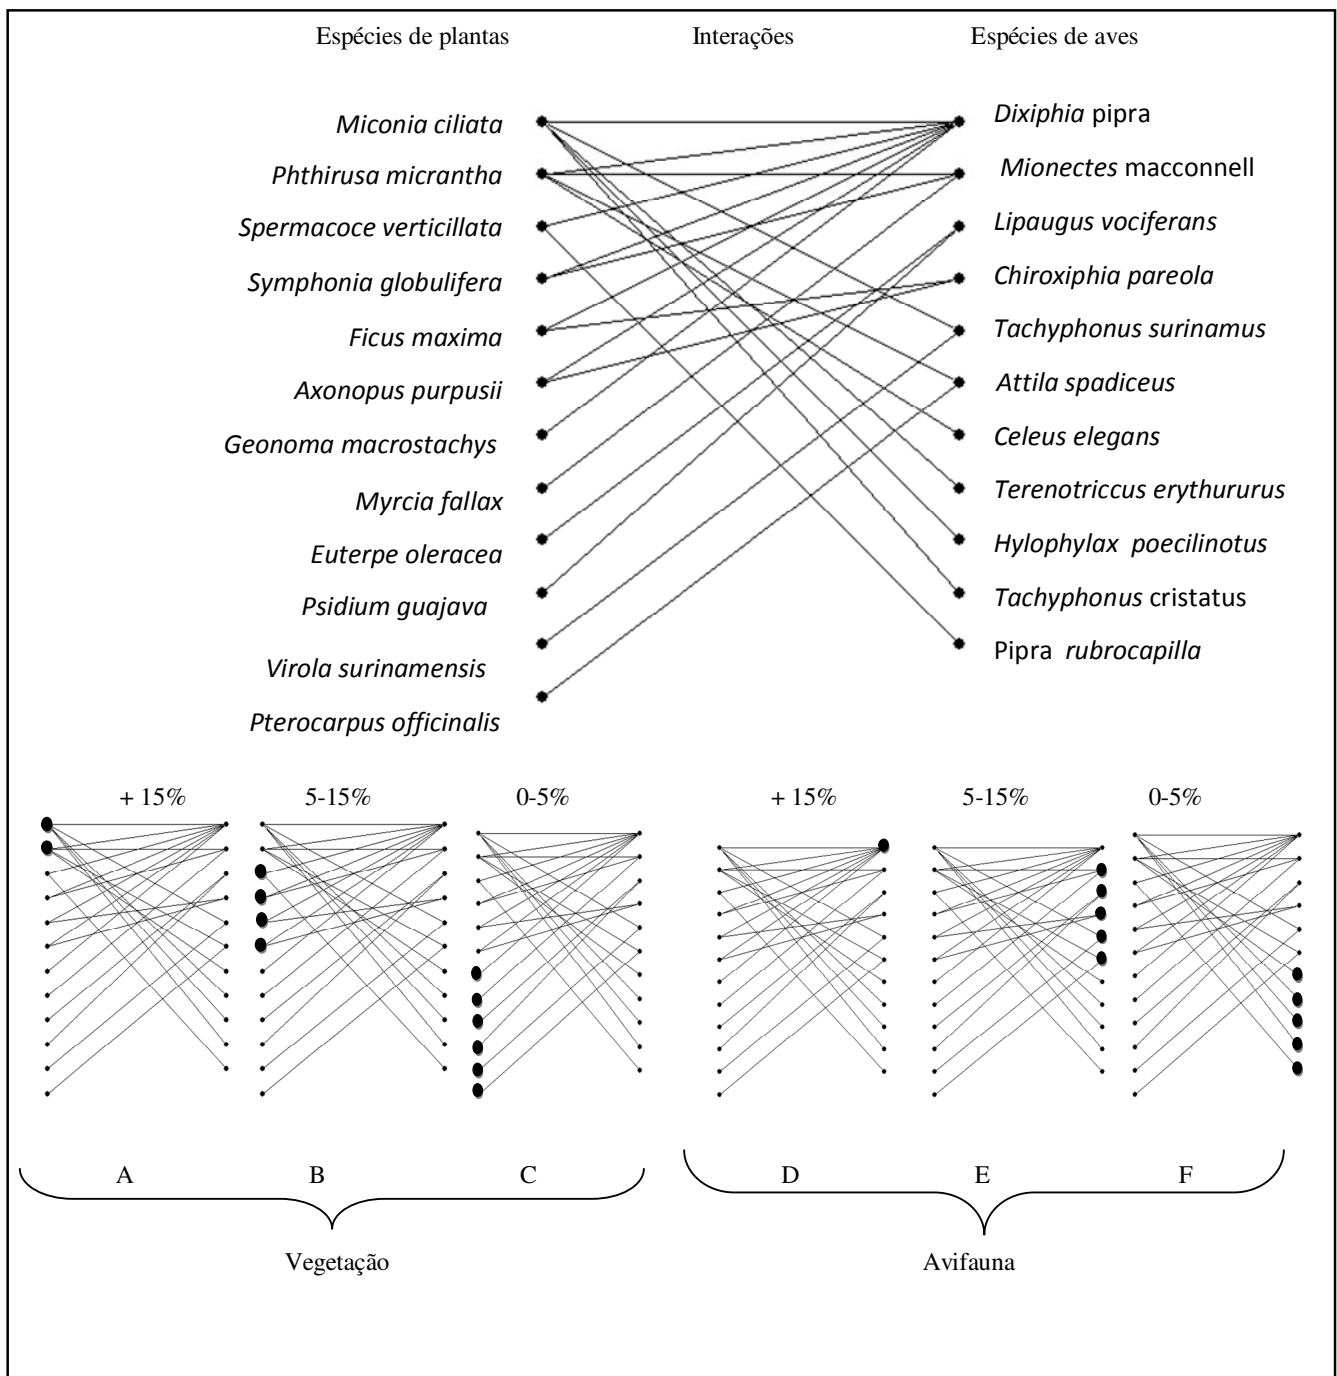 Espécies de plantas Interações Espécies de aves
Miconia ciliata Dixiphia pipra
Phthirusa micrantha Mionectes macconnell
Spermacoce verticillata Lipaugus vociferans
Symphonia globulifera Chiroxiphia pareola
Ficus maxima Tachyphonus surinamus
Axonopus purpusii Attila spadiceus
Geonoma macrostachys Celeus elegans
Myrcia fallax Terenotriccus erythururus
Euterpe oleracea Hylophylax poecilinotus
Psidium guajava Tachyphonus cristatus
Virola surinamensis Pipra rubrocapilla
Pterocarpus officinalis
+ 15% 5-15% 0-5% + 15% 5-15% 0-5%
A B C D E F
Vegetação Avifauna